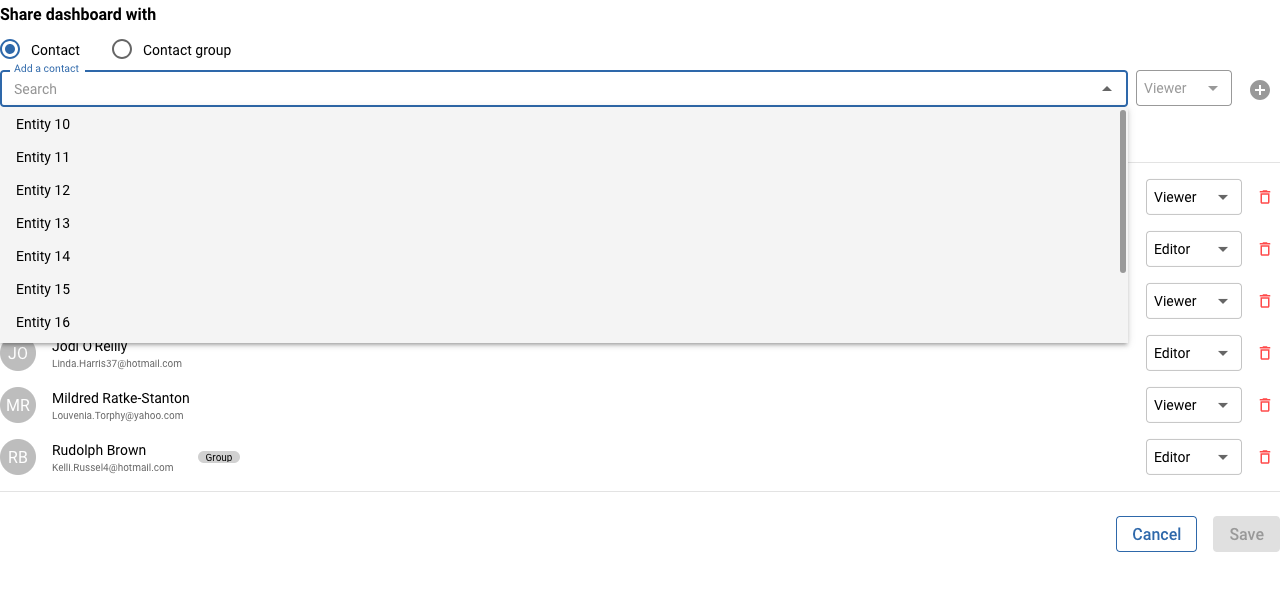 Share dashboard with
Contact
Contact group
Add a contact
Search
Viewer
Entity 10
Entity 11
Entity 12
Entity 13
Entity 14
Entity 15
Entity 16
Viewer
Editor
Viewer
JO
Jodi O'Reilly
Linda.Harris37@hotmail.com
Editor
MR
Mildred Ratke-Stanton
Louvenia.Torphy@yahoo.com
Viewer
RB
Rudolph Brown
Kelli.Russel4@hotmail.com
Group
Editor
Cancel
Save